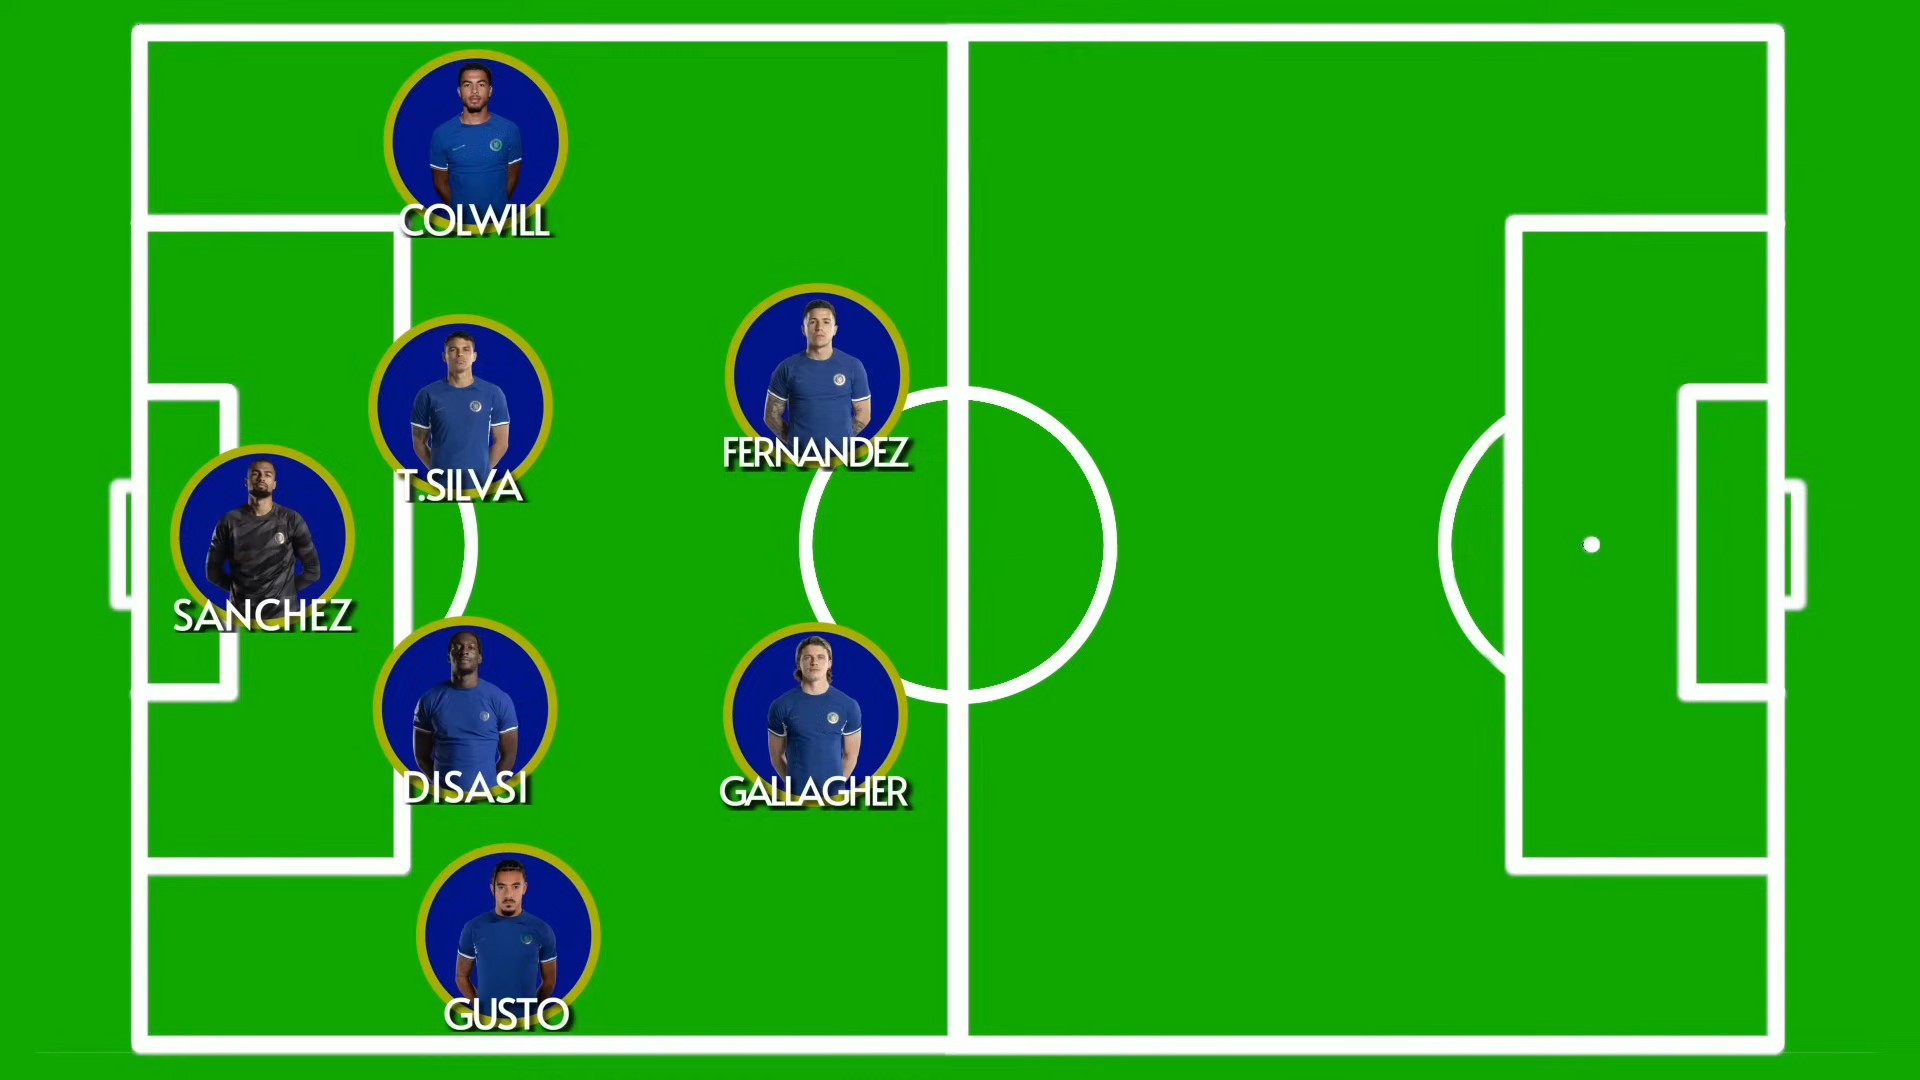 COLWILL
T.SILVA
FERNANDEZ
SANCHEZ
DISASI
GALLAGHER
GUSTO